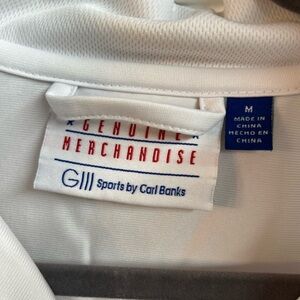 GENUINE
MERCHANDISE
GIII Sports by Carl Banks
M
MADE IN
CHINA
HECHO EN
CHINA